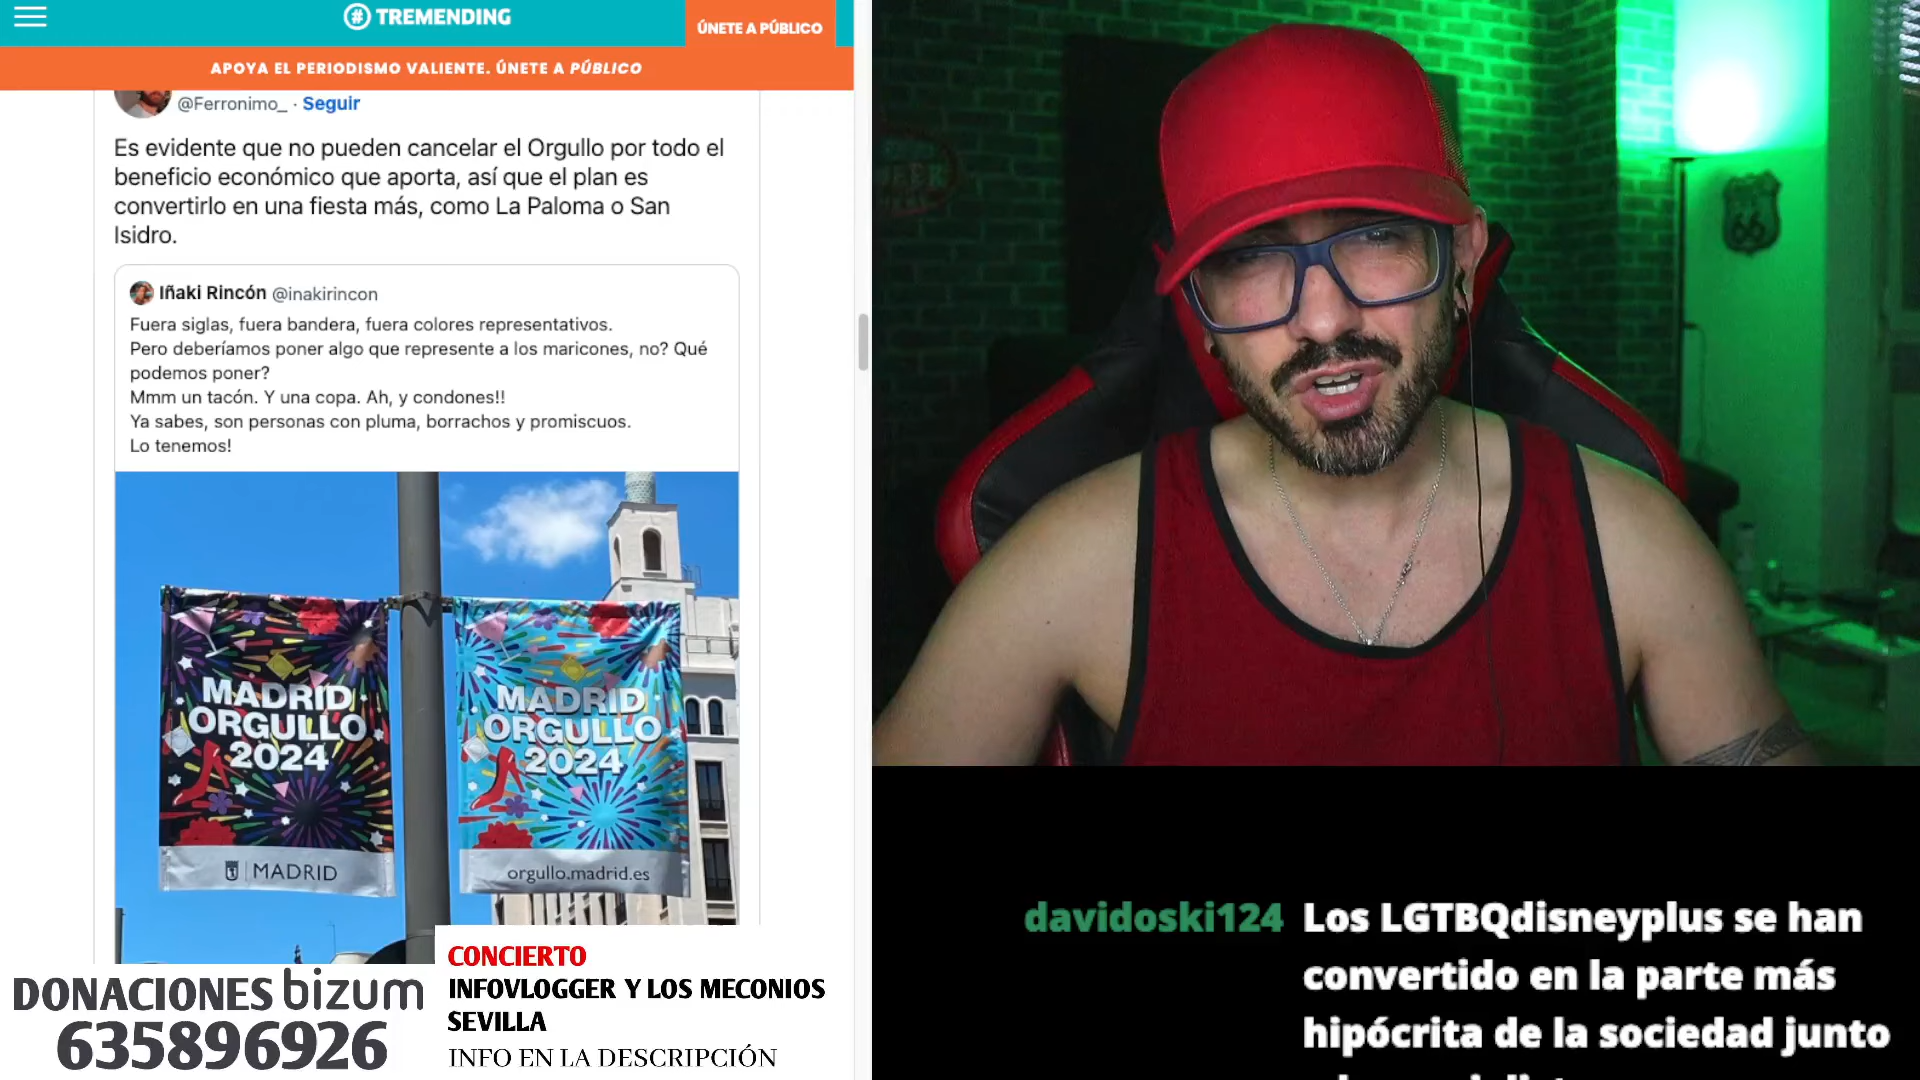 TREMENDING
ÚNETE A PÚBLICO
APOYA EL PERIODISMO VALIENTE. ÚNETE A PÚBLICO
@Ferronimo_ · Seguir
Es evidente que no pueden cancelar el Orgullo por todo el
beneficio económico que aporta, así que el plan es
convertirlo en una fiesta más, como La Paloma o San
Isidro.
Iñaki Rincón @inakirincon
Fuera siglas, fuera bandera, fuera colores representativos.
Pero deberíamos poner algo que represente a los maricones, no? Qué
podemos poner?
Mmm un tacón. Y una copa. Ah, y condones!!
Ya sabes, son personas con pluma, borrachos y promiscuos.
Lo tenemos!
MADRID
ORGULLO
2024
MADRID
MADRID
ORGULLO
2024
orgullo.madrid.es
DONACIONES bizum
635896926
CONCIERTO
INFOVLOGGER Y LOS MECONIOS
SEVILLA
INFO EN LA DESCRIPCIÓN
66
davidoski124 Los LGTBQdisneyplus se han
convertido en la parte más
hipócrita de la sociedad junto